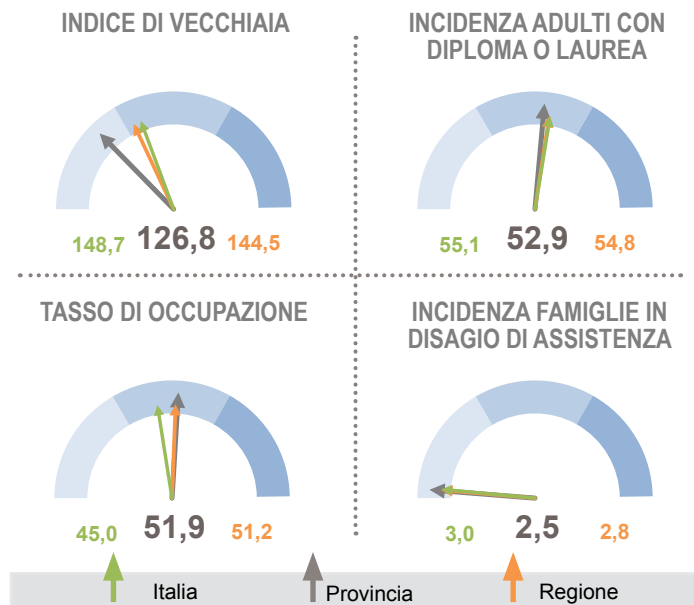 INDICE DI VECCHIAIA
148,7 126,8 144,5
INCIDENZA ADULTI CON
DIPLOMA O LAUREA
55,1 52,9 54,8
TASSO DI OCCUPAZIONE
45,0 51,9 51,2
INCIDENZA FAMIGLIE IN
DISAGIO DI ASSISTENZA
3,0 2,5 2,8
Italia Provincia Regione